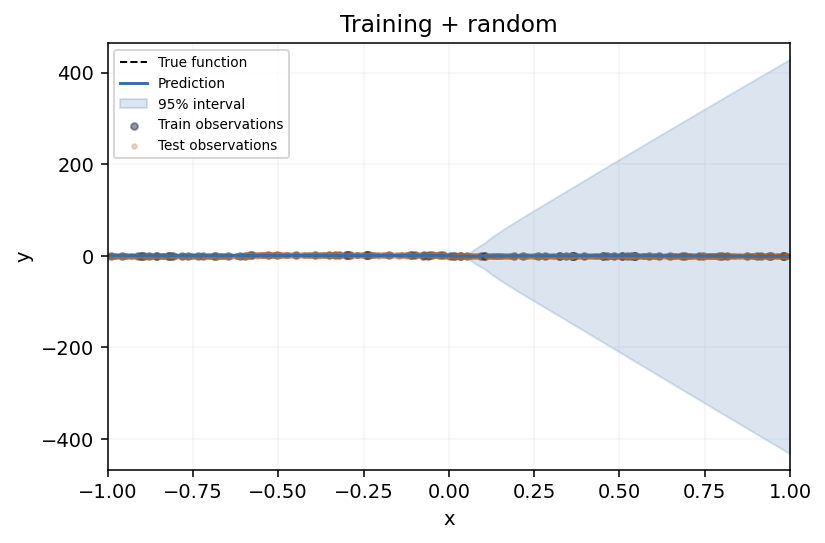 Training + random
True function
Prediction
95% interval
Train observations
Test observations
400
200
0
−200
−400
y
−1.00 −0.75 −0.50 −0.25 0.00 0.25 0.50 0.75 1.00
x